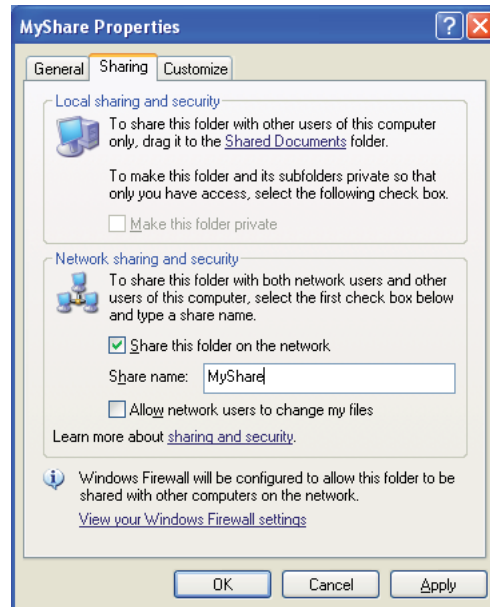 MyShare Properties
General Sharing Customize
Local sharing and security
To share this folder with other users of this computer
only, drag it to the Shared Documents folder.
To make this folder and its subfolders private so that
only you have access, select the following check box.
Make this folder private
Network sharing and security
To share this folder with both network users and other
users of this computer, select the first check box below
and type a share name.
Share this folder on the network
Share name: MyShare
Allow network users to change my files
Learn more about sharing and security.
Windows Firewall will be configured to allow this folder to be
shared with other computers on the network.
View your Windows Firewall settings
OK Cancel Apply